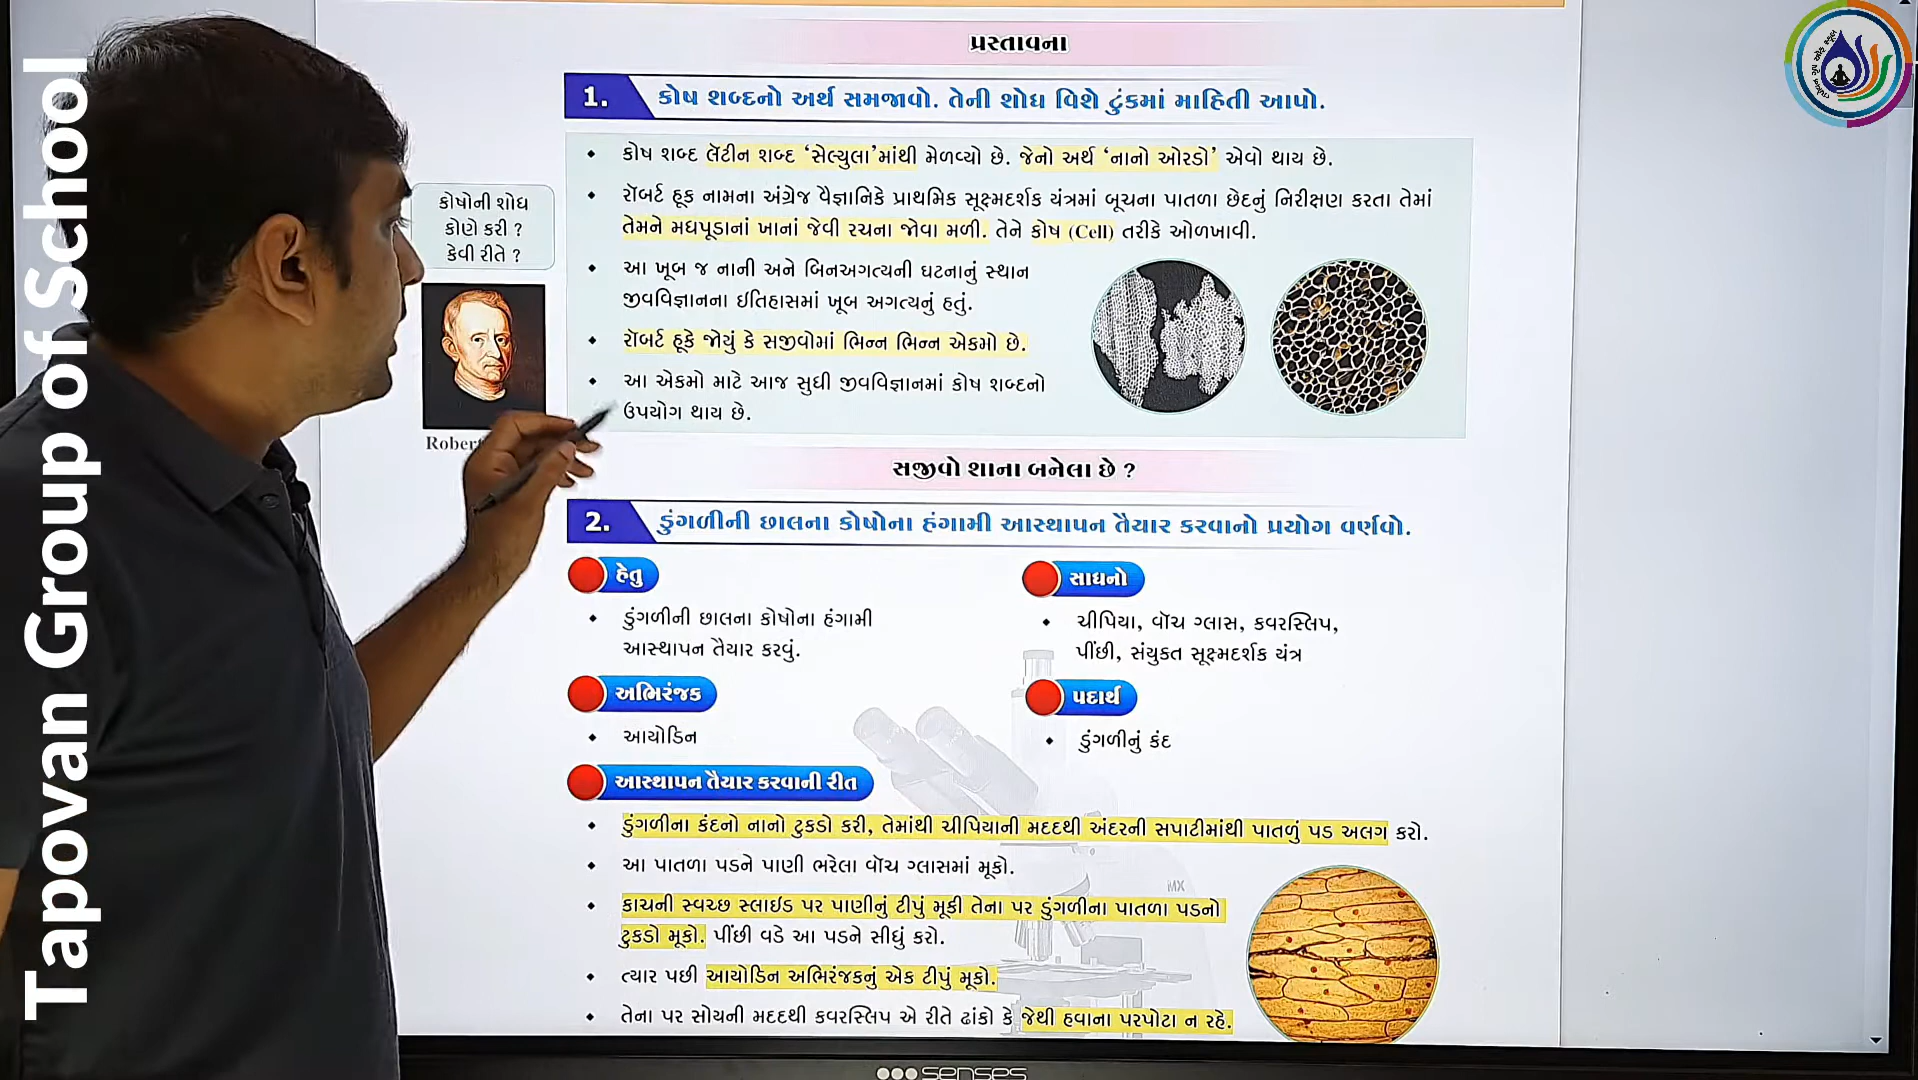 Tapovan Group of School
પ્રસ્તાવના
1. કોષ શબ્દનો અર્થ સમજાવો. તેની શોધ વિશે ટુંકમાં માહિતી આપો.
કોષ શબ્દ લૅટીન શબ્દ ‘સેલ્યુલા’માંથી મેળવ્યો છે. જેનો અર્થ ‘નાનો ઓરડો’ એવો થાય છે.
કોષોની શોધ
કોણે કરી ?
કેવી રીતે ?
રૉબર્ટ હૂક નામના અંગ્રેજ વૈજ્ઞાનિકે પ્રાથમિક સૂક્ષ્મદર્શક યંત્રમાં બૂચના પાતળા છેદનું નિરીક્ષણ કરતા તેમાં
તેમને મધપૂડાનાં ખાનાં જેવી રચના જોવા મળી. તેને કોષ (Cell) તરીકે ઓળખાવી.
આ ખૂબ જ નાની અને બિનઅગત્યની ઘટનાનું સ્થાન
જીવવિજ્ઞાનના ઇતિહાસમાં ખૂબ અગત્યનું હતું.
રૉબર્ટ હૂકે જોયું કે સજીવોમાં ભિન્ન ભિન્ન એકમો છે.
આ એકમો માટે આજ સુધી જીવવિજ્ઞાનમાં કોષ શબ્દનો
ઉપયોગ થાય છે.
Robert
સજીવો શાના બનેલા છે ?
2. ડુંગળીની છાલના કોષોના હંગામી આસ્થાપન તૈયાર કરવાનો પ્રયોગ વર્ણવો.
હેતુ
ડુંગળીની છાલના કોષોના હંગામી
આસ્થાપન તૈયાર કરવું.
સાધનો
ચીપિયા, વૉચ ગ્લાસ, કવરસ્લિપ,
પીંછી, સંયુક્ત સૂક્ષ્મદર્શક યંત્ર
અભિરંજક
આયોડિન
પદાર્થ
ડુંગળીનું કંદ
આસ્થાપન તૈયાર કરવાની રીત
ડુંગળીના કંદનો નાનો ટુકડો કરી, તેમાંથી ચીપિયાની મદદથી અંદરની સપાટીમાંથી પાતળું પડ અલગ કરો.
આ પાતળા પડને પાણી ભરેલા વૉચ ગ્લાસમાં મૂકો.
MX
કાચની સ્વચ્છ સ્લાઇડ પર પાણીનું ટીપું મૂકી તેના પર ડુંગળીના પાતળા પડનો
ટુકડો મૂકો. પીંછી વડે આ પડને સીધું કરો.
ત્યાર પછી આયોડિન અભિરંજકનું એક ટીપું મૂકો.
તેના પર સોયની મદદથી કવરસ્લિપ એ રીતે ઢાંકો કે જેથી હવાના પરપોટા ન રહે.
senses